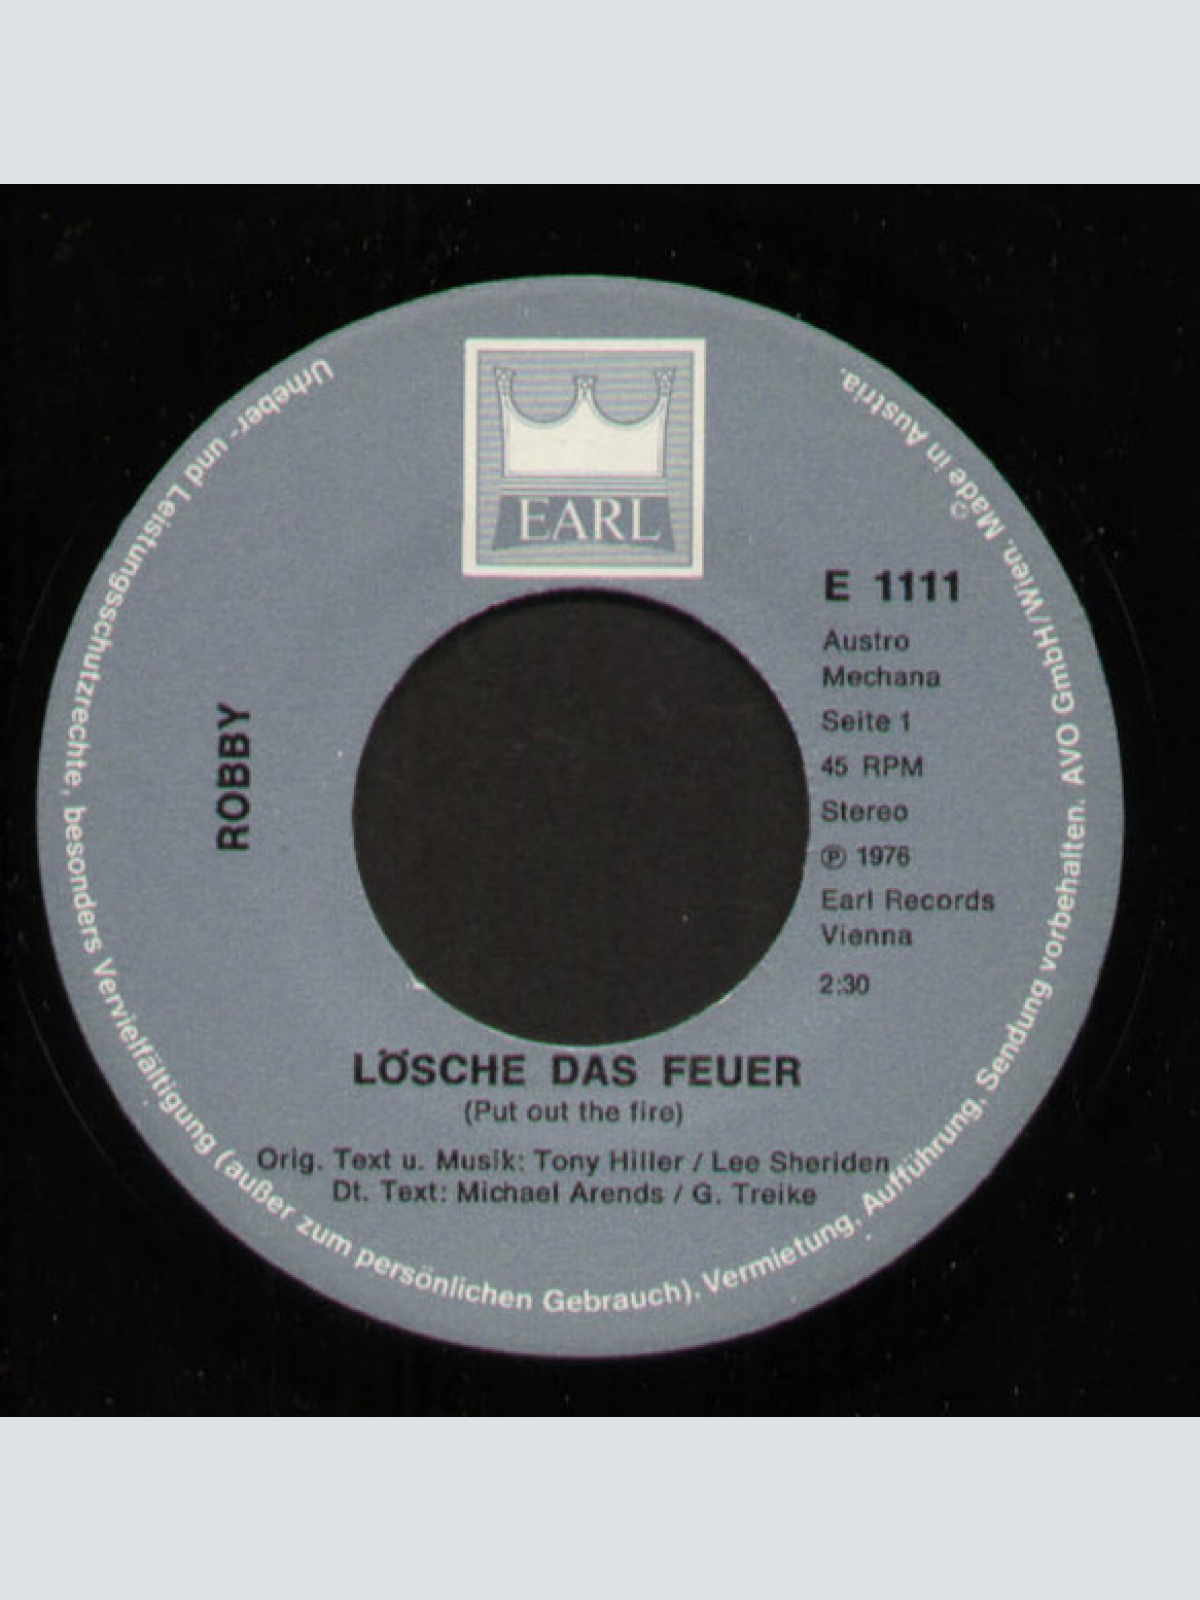 EARL
E 1111
Austro
Mechana
Seite 1
45 RPM
Stereo
℗ 1976
Earl Records
Vienna
2:30
ROBBY
LÖSCHE DAS FEUER
(Put out the fire)
Orig. Text u. Musik: Tony Hiller / Lee Sheriden
Dt. Text: Michael Arends / G. Treike
Urheber- und Leistungsschutzrechte, besonders Vervielfältigung (außer zum persönlichen Gebrauch), Vermietung, Aufführung, Sendung vorbehalten. AVO GmbH/Wien. Made in Austria.